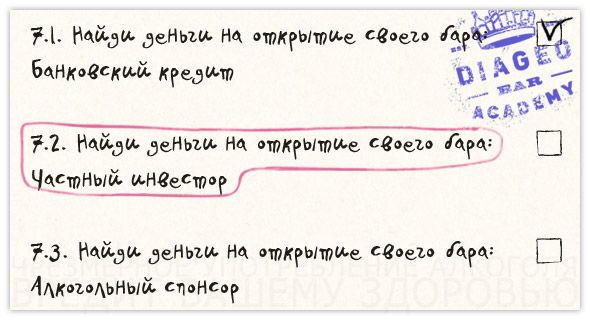 7.1. Найди деньги на открытие своего бара:
Банковский кредит
DIAGEO
BAR
ACADEMY
7.2. Найди деньги на открытие своего бара:
Частный инвестор
7.3. Найди деньги на открытие своего бара:
Алкогольный спонсор
ЧРЕЗМЕРНОЕ УПОТРЕБЛЕНИЕ АЛКОГОЛЯ
ВРЕДИТ ВАШЕМУ ЗДОРОВЬЮ